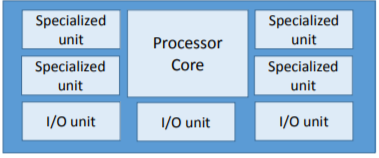 Specialized
unit
Processor
Core
Specialized
unit
Specialized
unit
Specialized
unit
I/O unit
I/O unit
I/O unit